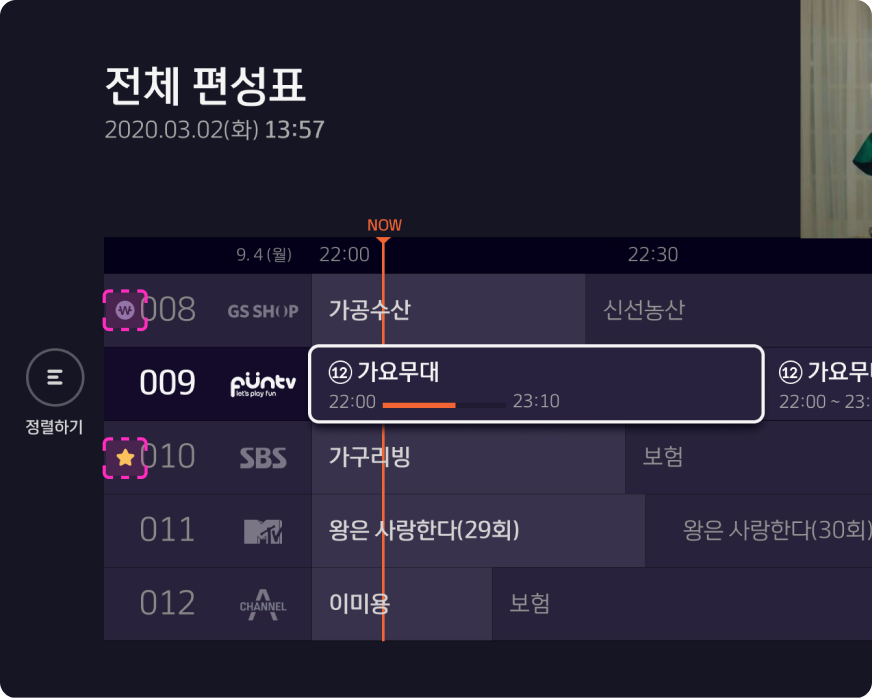 전체 편성표
2020.03.02(화) 13:57
NOW
9. 4 (월) 22:00 22:30
₩ 008 GS SHOP 가공수산 신선농산
009 funtv let's play fun ⑫ 가요무대 22:00 23:10 ⑫ 가요무 22:00 ~ 23:
정렬하기
010 SBS 가구리빙 보험
011 MTV 왕은 사랑한다(29회) 왕은 사랑한다(30회)
012 CHANNEL A 이미용 보험